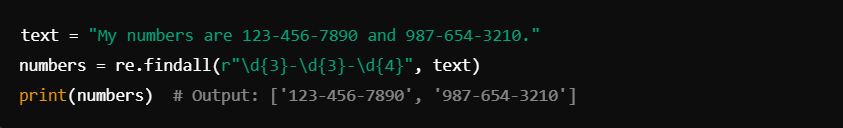 text = "My numbers are 123-456-7890 and 987-654-3210."
numbers = re.findall(r"\d{3}-\d{3}-\d{4}", text)
print(numbers)  # Output: ['123-456-7890', '987-654-3210']